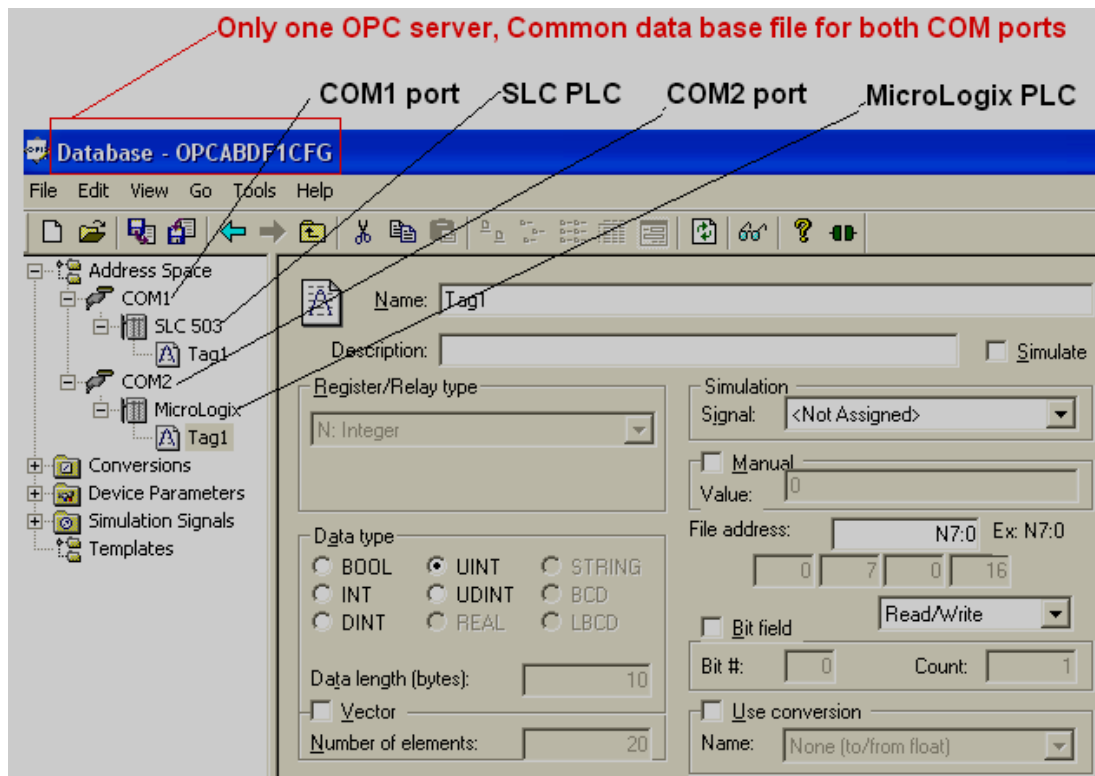 Only one OPC server, Common data base file for both COM ports
COM1 port SLC PLC COM2 port MicroLogix PLC
Database - OPCABDF1CFG
File Edit View Go Tools Help
Address Space
COM1
SLC 503
Tag1
COM2
MicroLogix
Tag1
Conversions
Device Parameters
Simulation Signals
Templates
Name: Tag1
Description: Simulate
Register/Relay type
N: Integer
Simulation
Signal: <Not Assigned>
Manual
Value: 0
Data type
BOOL UINT STRING
INT UDINT BCD
DINT REAL LBCD
Data length (bytes): 10
Vector
Number of elements: 20
File address: N7:0 Ex: N7:0
0 7 0 16
Read/Write
Bit field
Bit #: 0 Count: 1
Use conversion
Name: None (to/from float)